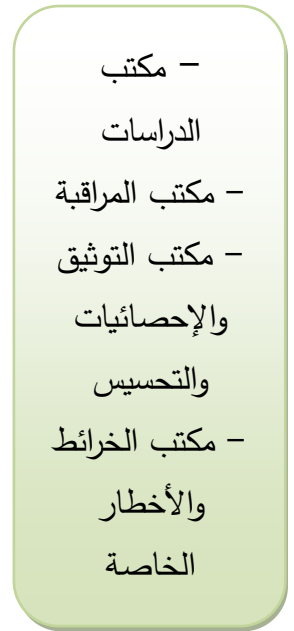 – مكتب
الدراسات
– مكتب المراقبة
– مكتب التوثيق
والإحصائيات
والتحسيس
– مكتب الخرائط
والأخطار
الخاصة